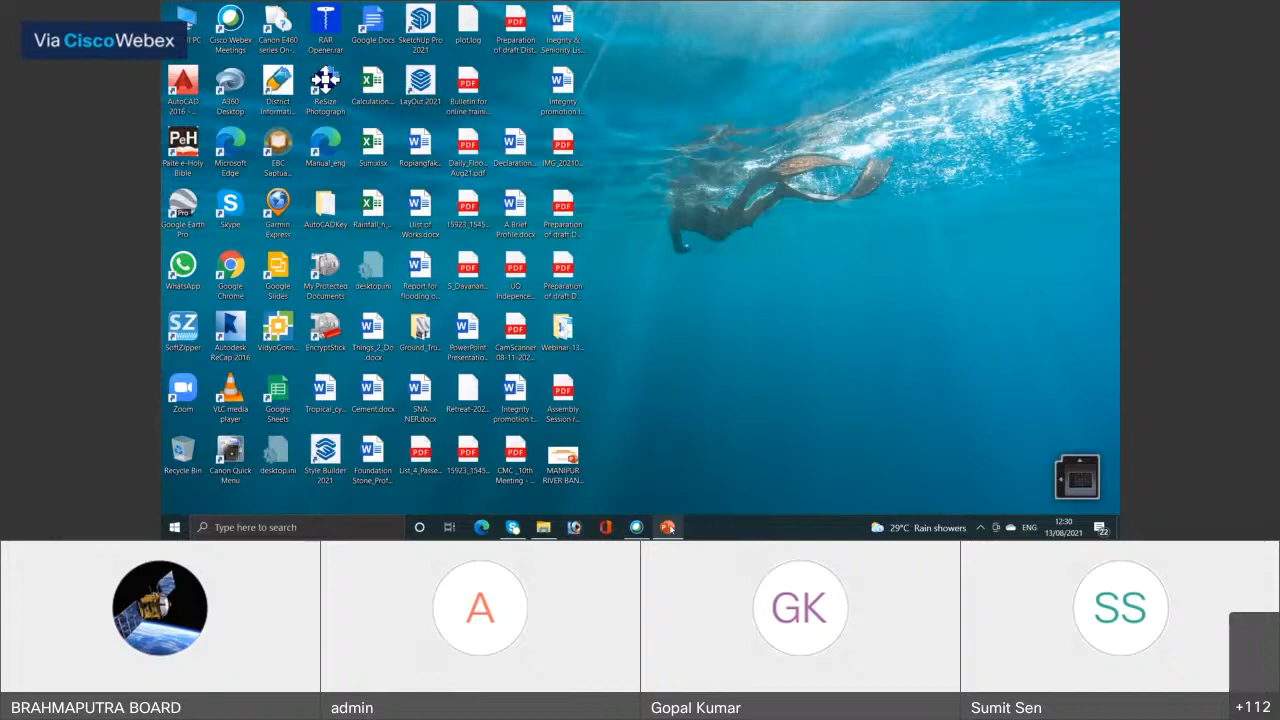 Via CiscoWebex
Cisco Webex
Meetings
Canon E460
series On-...
RAR
Opener.rar
Google Docs
SketchUp Pro
2021
plot.log
Preparation
of draft Dist...
Inegrity &
Seniority Lis...
AutoCAD
2016 - ...
A360
Desktop
District
Informati...
ReSize
Photograph
Calculation...
LayOut 2021
Bulletin for
online traini...
Integrity
promotion t...
Paite e-Holy
Bible
Microsoft
Edge
EBC
Saptua...
Manual_eng
Sum.xlsx
Ropiangfak...
Daily_Floo...
Aug21.pdf
Declaration...
IMG_20210...
Google Earth
Pro
Skype
Garmin
Express
AutoCADKey
Rainfall_n_...
Llist of
Works.docx
15923_1545...
A Brief
Profile.docx
Preparation
of draft D...
WhatsApp
Google
Chrome
Google
Slides
My Protected
Documents
desktop.ini
Report for
flooding o...
S_Dayanan...
UO
Indepence...
Preparation
of draft D...
SoftZipper
Autodesk
ReCap 2016
VidyoConn...
EncryptStick
Things_2_Do
.docx
Ground_Tru...
PowerPoint
Presentatio...
CamScanner
08-11-202...
Webinar-13...
Zoom
VLC media
player
Google
Sheets
Tropical_cy...
Cement.docx
SNA
NER.docx
Retreat-202...
Integrity
promotion t...
Assembly
Session r...
Recycle Bin
Canon Quick
Menu
desktop.ini
Style Builder
2021
Foundation
Stone_Prof...
List_4_Passe...
15923_1545...
CMC-_10th
Meeting - ...
MANIPUR
RIVER BAN...
Type here to search
29°C Rain showers
ENG
12:30
13/08/2021
22
A
GK
SS
BRAHMAPUTRA BOARD
admin
Gopal Kumar
Sumit Sen
+112